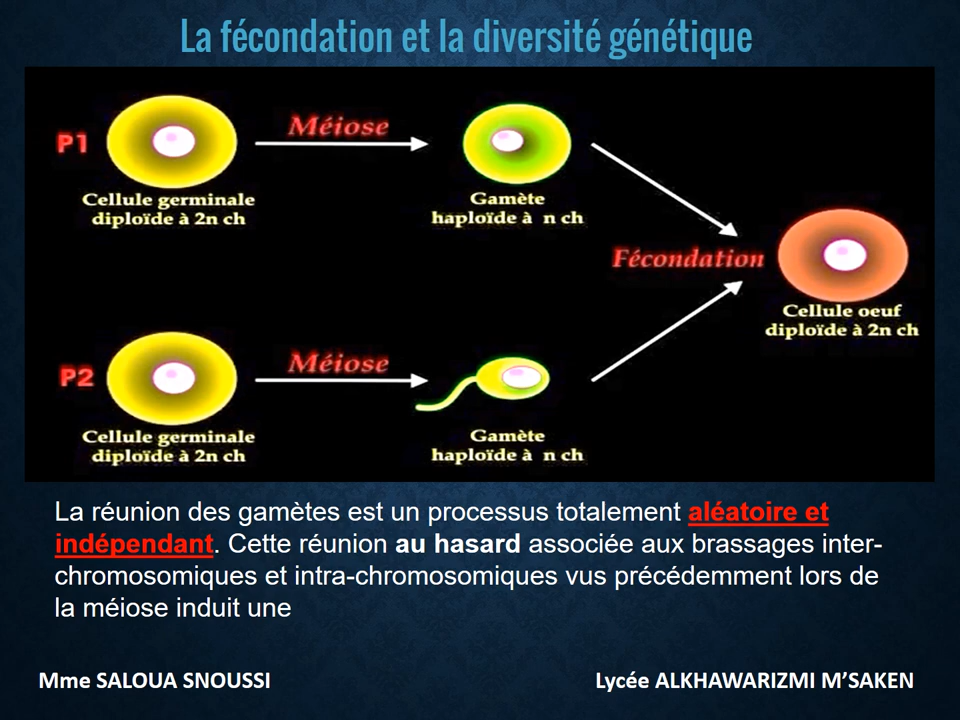 La fécondation et la diversité génétique
P1
Méiose
Cellule germinale
diploïde à 2n ch
Gamète
haploïde à n ch
Fécondation
Cellule oeuf
diploïde à 2n ch
P2
Méiose
Cellule germinale
diploïde à 2n ch
Gamète
haploïde à n ch
La réunion des gamètes est un processus totalement aléatoire et
indépendant. Cette réunion au hasard associée aux brassages inter-
chromosomiques et intra-chromosomiques vus précédemment lors de
la méiose induit une
Mme SALOUA SNOUSSI
Lycée ALKHAWARIZMI M’SAKEN